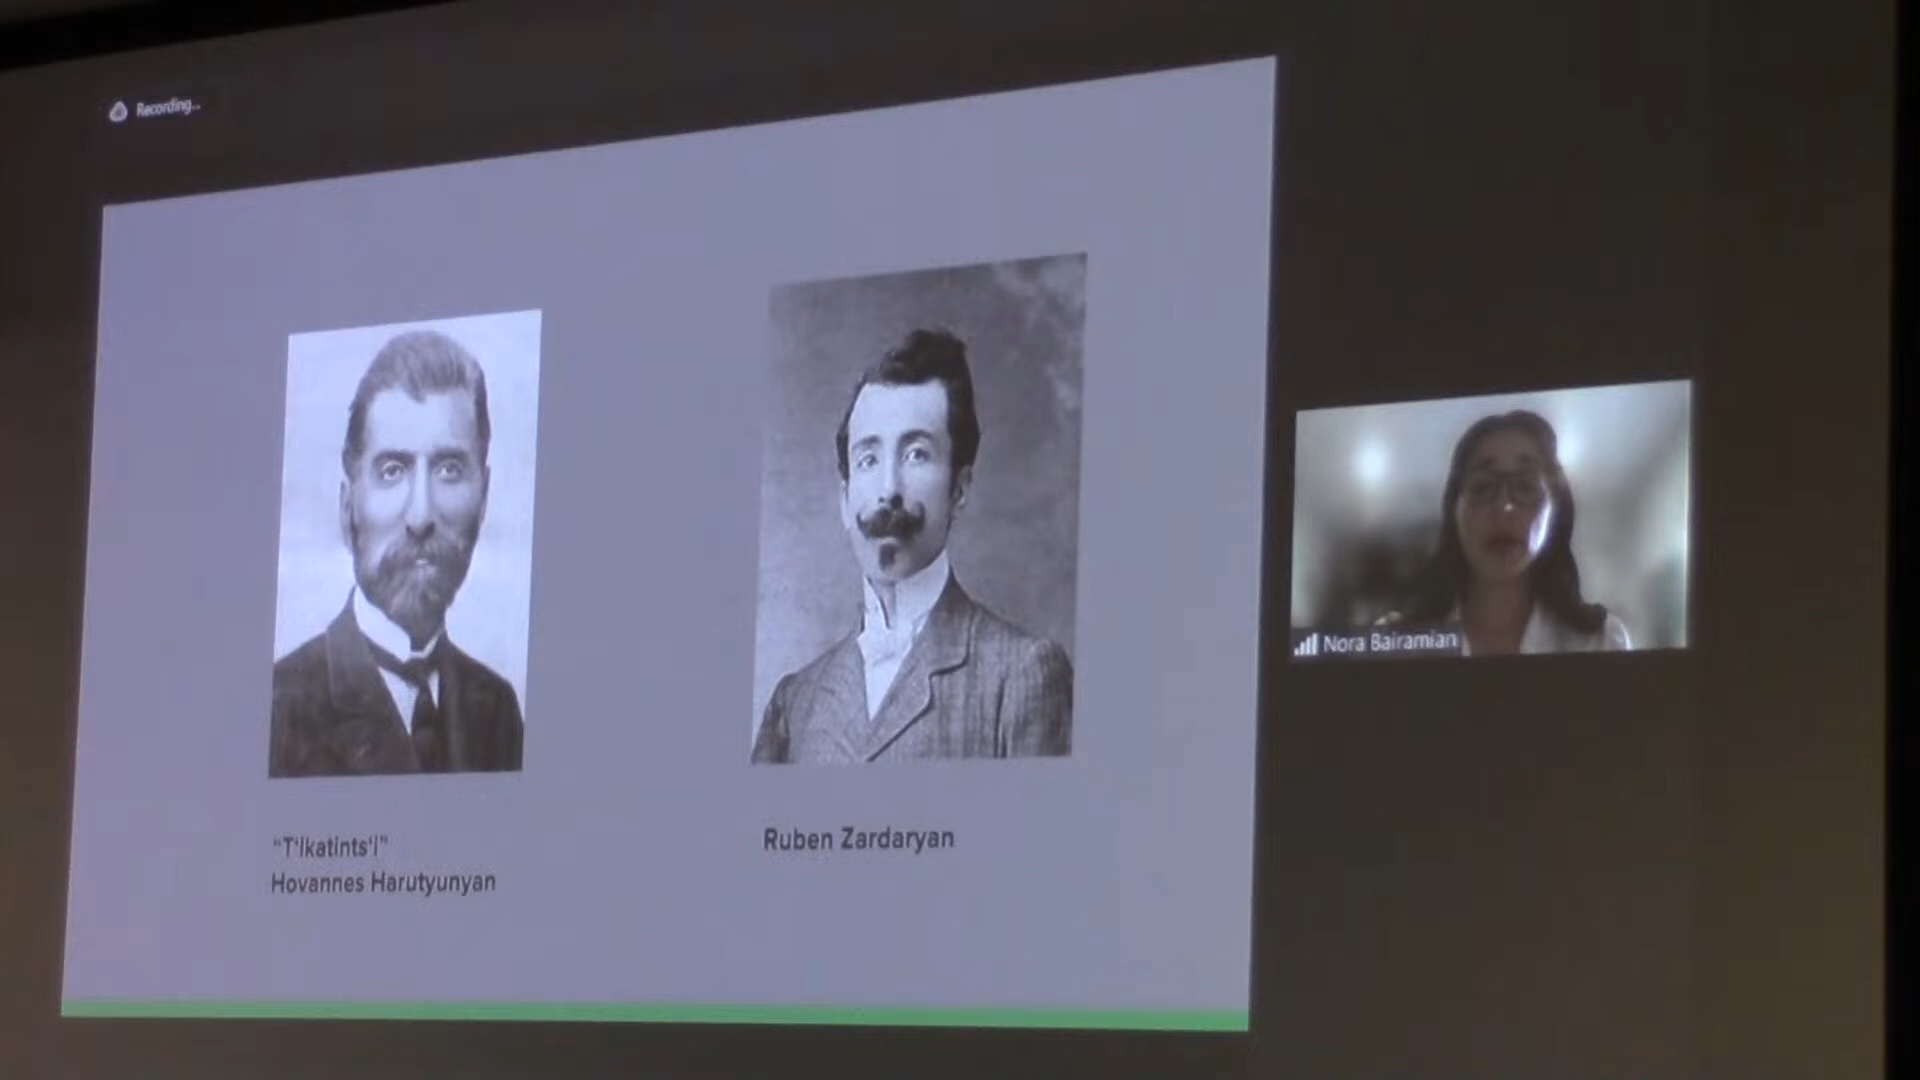 Recording...
“T‘lkatints‘i”
Hovannes Harutyunyan
Ruben Zardaryan
Nora Bairamian